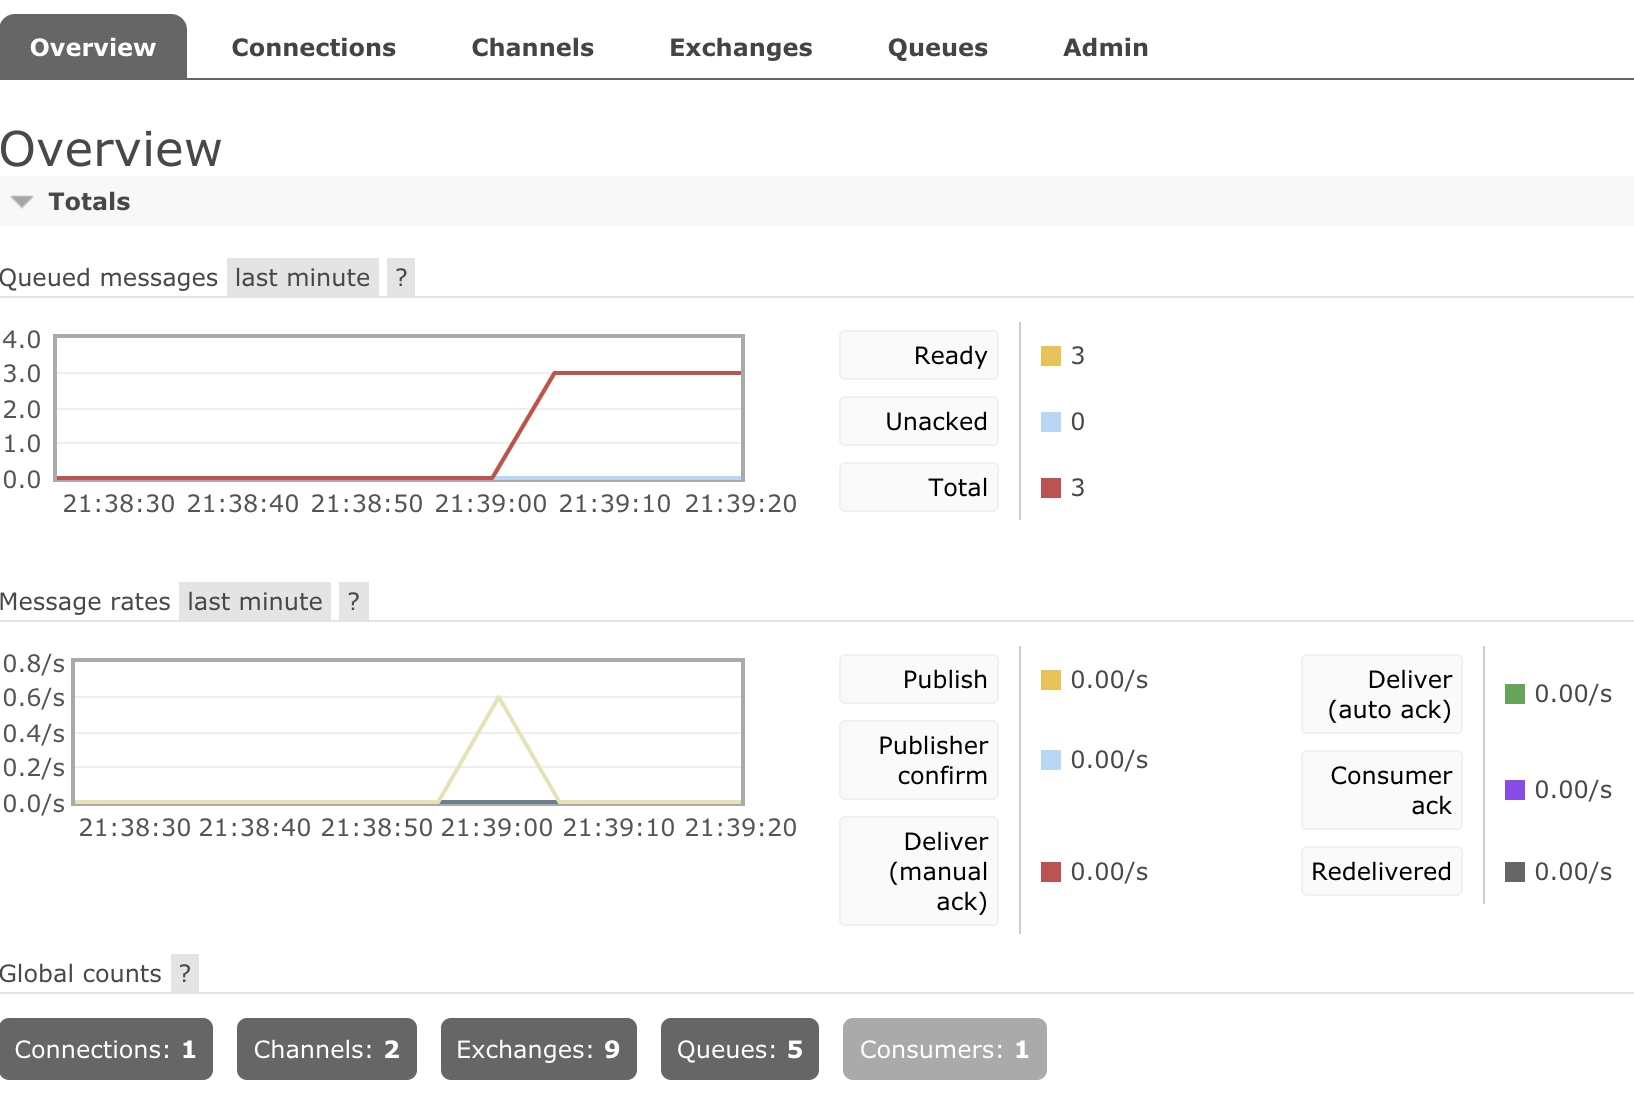 Overview Connections Channels Exchanges Queues Admin
Overview
Totals
Queued messages last minute ?
4.0
3.0
2.0
1.0
0.0
21:38:30 21:38:40 21:38:50 21:39:00 21:39:10 21:39:20
Ready 3
Unacked 0
Total 3
Message rates last minute ?
0.8/s
0.6/s
0.4/s
0.2/s
0.0/s
21:38:30 21:38:40 21:38:50 21:39:00 21:39:10 21:39:20
Publish 0.00/s
Publisher
confirm 0.00/s
Deliver
(manual 0.00/s
ack)
Deliver
(auto ack) 0.00/s
Consumer
ack 0.00/s
Redelivered 0.00/s
Global counts ?
Connections: 1 Channels: 2 Exchanges: 9 Queues: 5 Consumers: 1